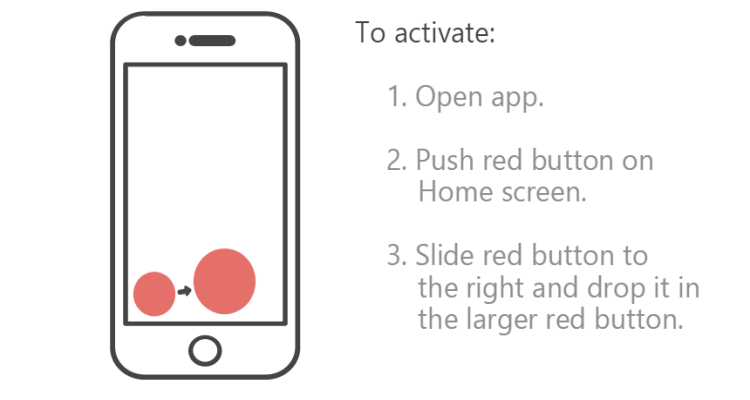 To activate:
1. Open app.
2. Push red button on
Home screen.
3. Slide red button to
the right and drop it in
the larger red button.